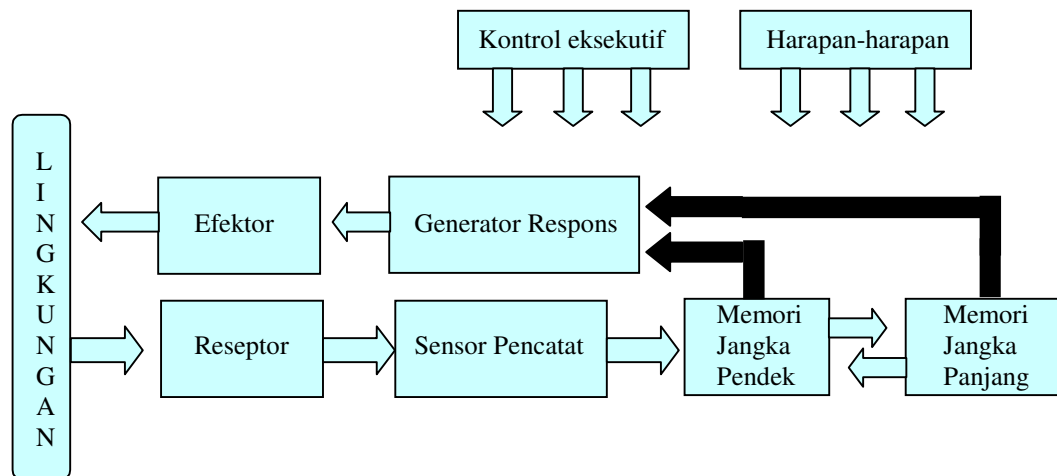 Kontrol eksekutif
Harapan-harapan
L
I
N
G
K
U
N
G
A
N
Efektor
Generator Respons
Reseptor
Sensor Pencatat
Memori
Jangka
Pendek
Memori
Jangka
Panjang